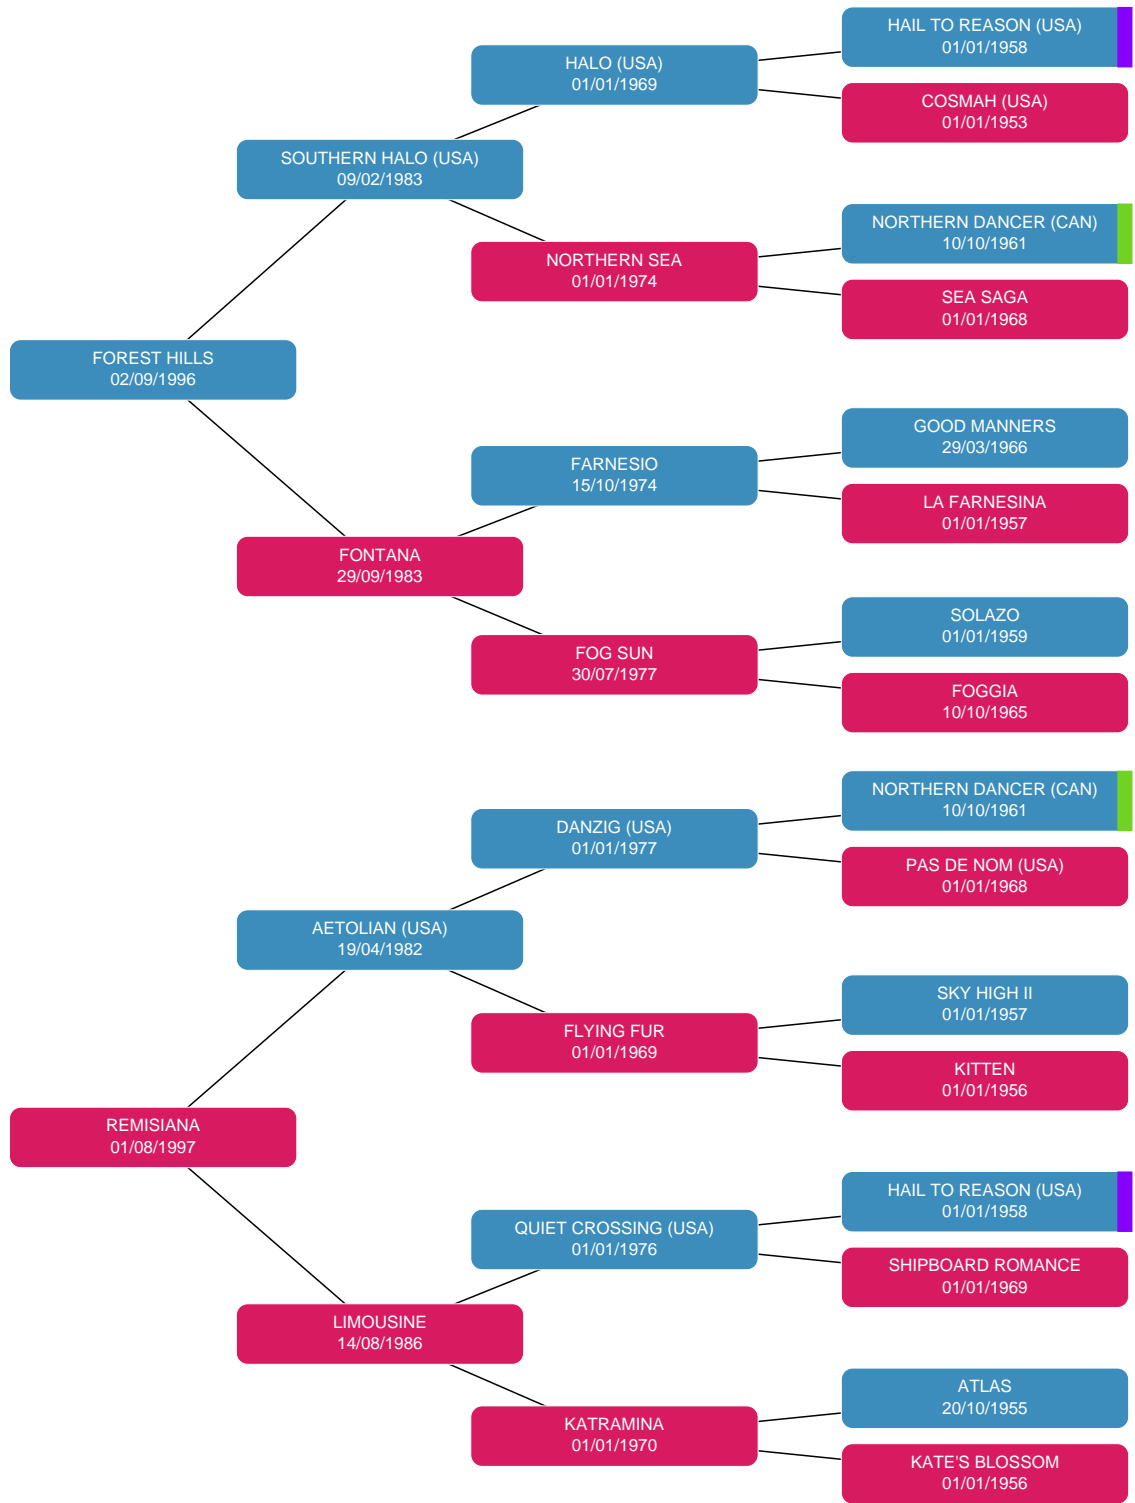 HAIL TO REASON (USA)
01/01/1958
HALO (USA)
01/01/1969
COSMAH (USA)
01/01/1953
SOUTHERN HALO (USA)
09/02/1983
NORTHERN DANCER (CAN)
10/10/1961
NORTHERN SEA
01/01/1974
SEA SAGA
01/01/1968
FOREST HILLS
02/09/1996
GOOD MANNERS
29/03/1966
FARNESIO
15/10/1974
LA FARNESINA
01/01/1957
FONTANA
29/09/1983
SOLAZO
01/01/1959
FOG SUN
30/07/1977
FOGGIA
10/10/1965
NORTHERN DANCER (CAN)
10/10/1961
DANZIG (USA)
01/01/1977
PAS DE NOM (USA)
01/01/1968
AETOLIAN (USA)
19/04/1982
SKY HIGH II
01/01/1957
FLYING FUR
01/01/1969
KITTEN
01/01/1956
REMISIANA
01/08/1997
HAIL TO REASON (USA)
01/01/1958
QUIET CROSSING (USA)
01/01/1976
SHIPBOARD ROMANCE
01/01/1969
LIMOUSINE
14/08/1986
ATLAS
20/10/1955
KATRAMINA
01/01/1970
KATE'S BLOSSOM
01/01/1956